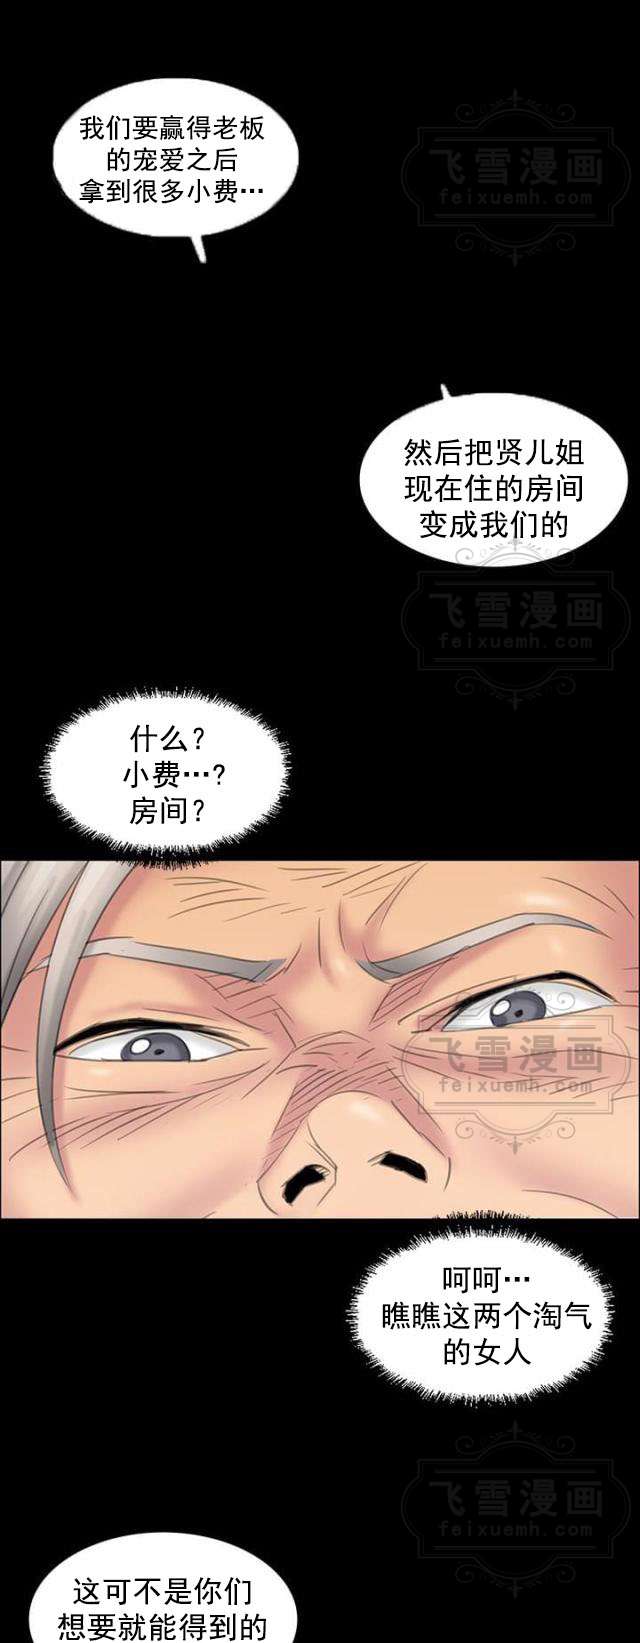 我们要赢得老板
的宠爱之后
拿到很多小费…
飞雪漫画
feixuemh.com
然后把贤儿姐
现在住的房间
变成我们的
飞雪漫画
feixuemh.com
什么?
小费…?
房间?
飞雪漫画
feixuemh.com
呵呵…
瞧瞧这两个淘气
的女人
飞雪漫画
feixuemh.com
这可不是你们
想要就能得到的